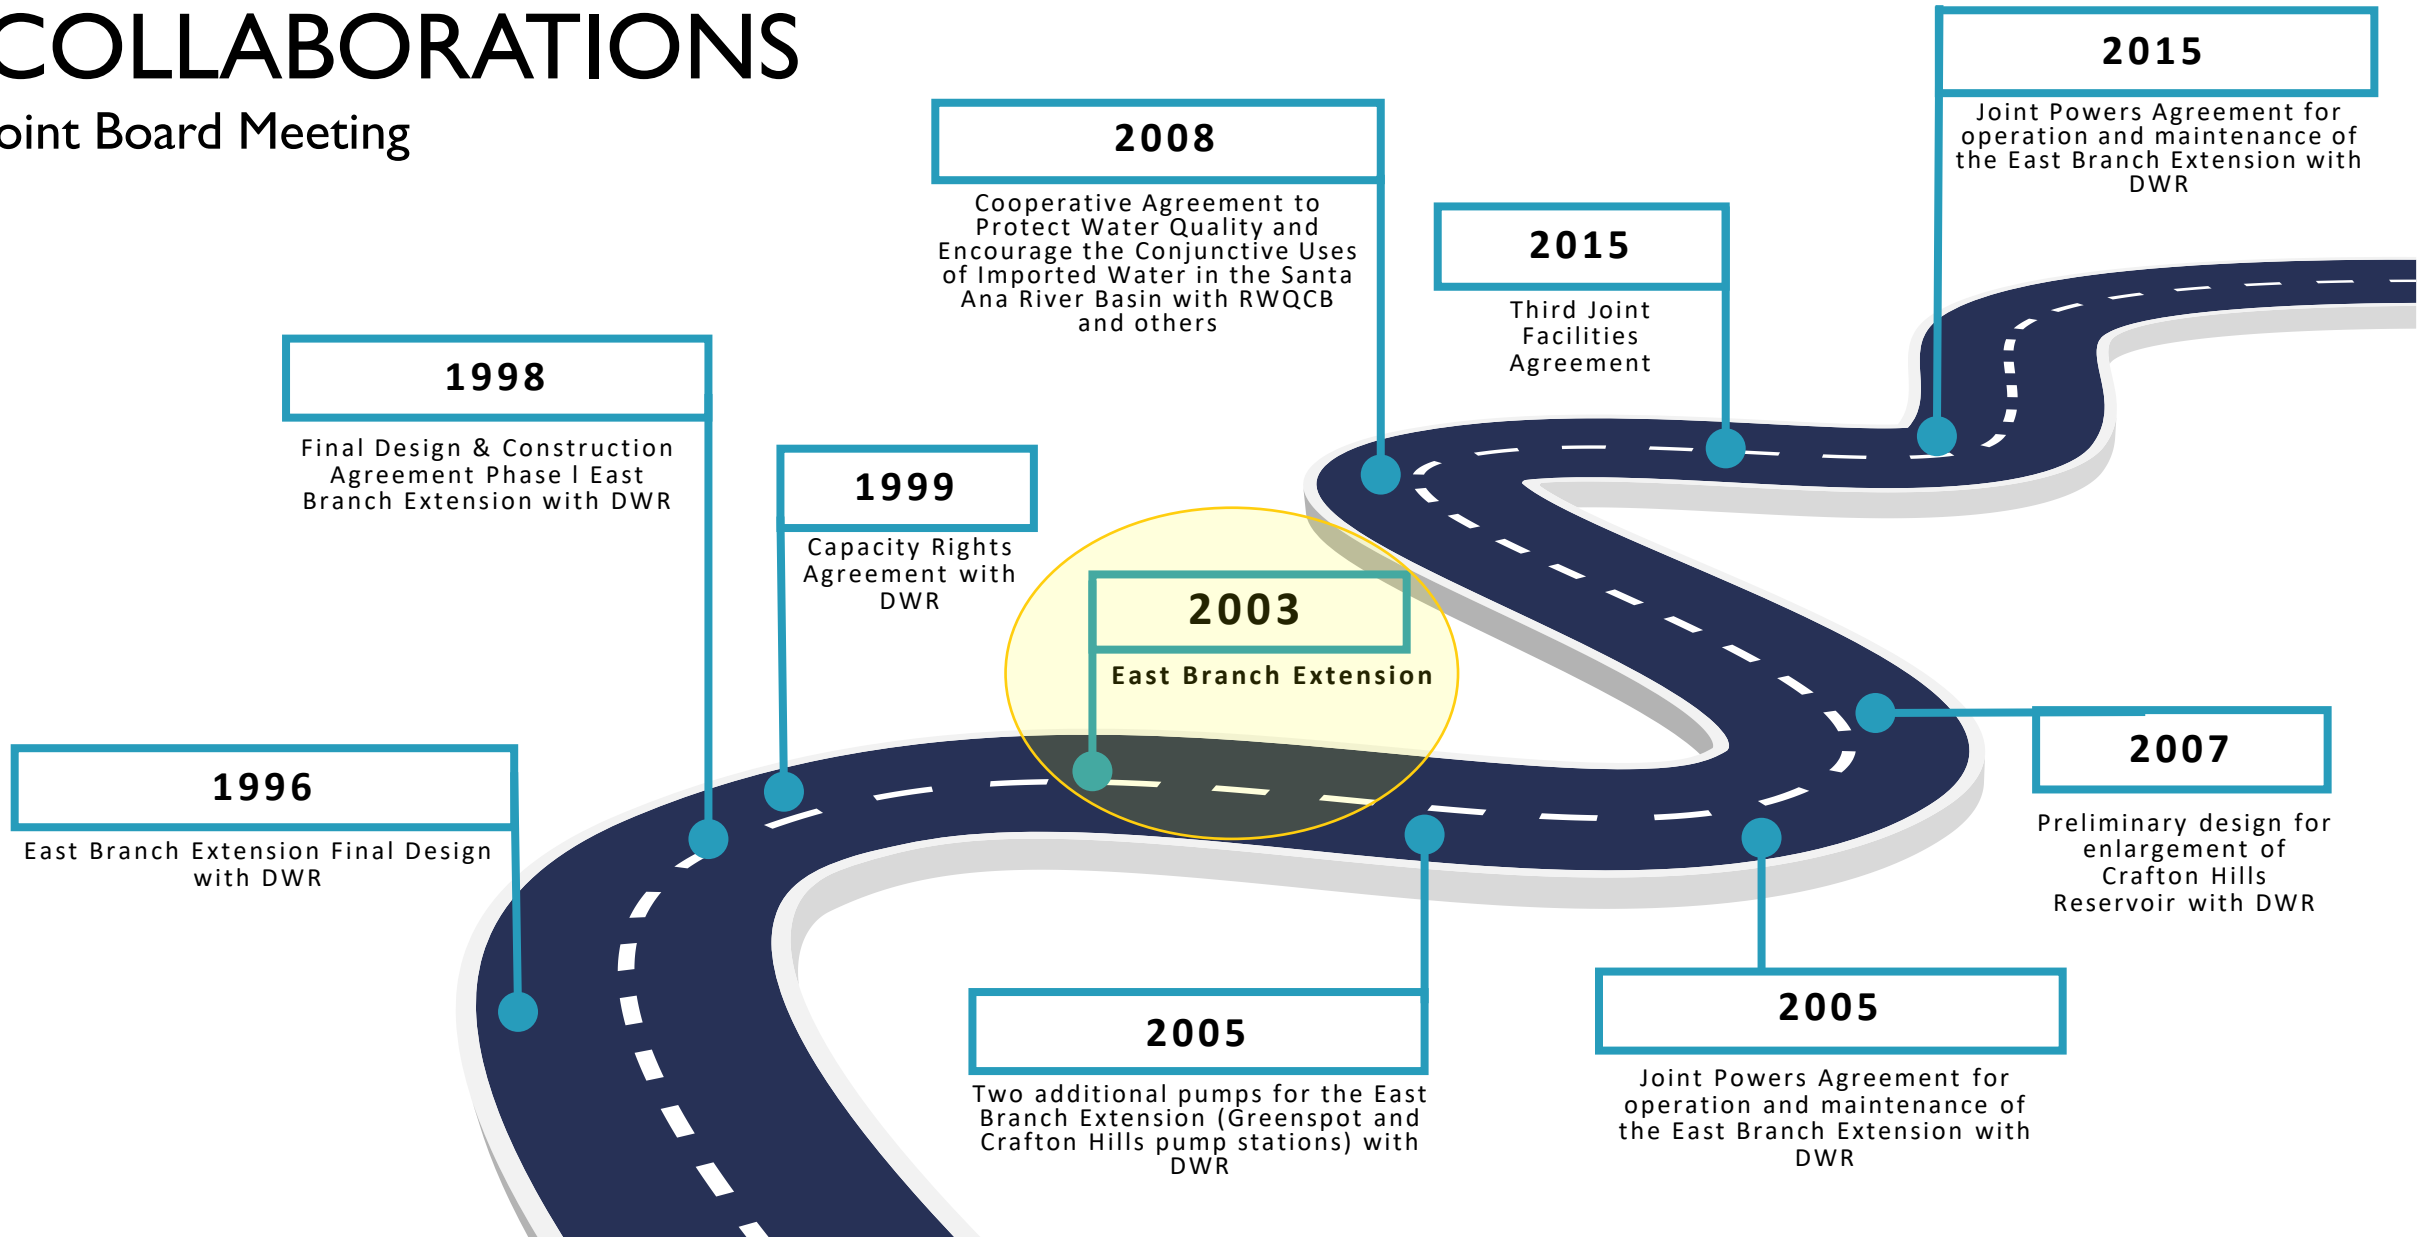 COLLABORATIONS
oint Board Meeting
1996
East Branch Extension Final Design
with DWR
1998
Final Design & Construction
Agreement Phase l East
Branch Extension with DWR
1999
Capacity Rights
Agreement with
DWR
2003
East Branch Extension
2005
Two additional pumps for the East
Branch Extension (Greenspot and
Crafton Hills pump stations) with
DWR
2005
Joint Powers Agreement for
operation and maintenance of
the East Branch Extension with
DWR
2007
Preliminary design for
enlargement of
Crafton Hills
Reservoir with DWR
2008
Cooperative Agreement to
Protect Water Quality and
Encourage the Conjunctive Uses
of Imported Water in the Santa
Ana River Basin with RWQCB
and others
2015
Third Joint
Facilities
Agreement
2015
Joint Powers Agreement for
operation and maintenance of
the East Branch Extension with
DWR